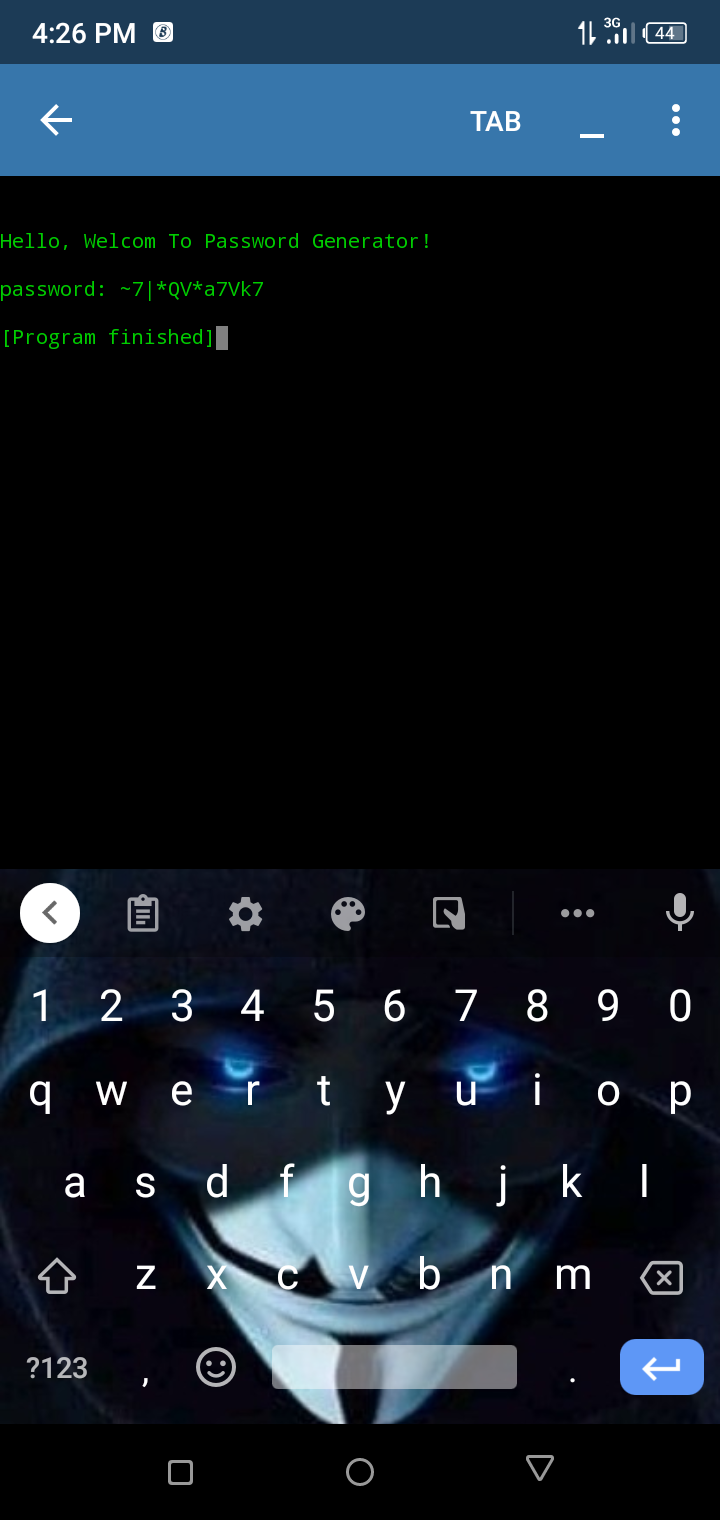 4:26 PM
3G
44
TAB
Hello, Welcom To Password Generator!
password: ~7|*QV*a7Vk7
[Program finished]
1 2 3 4 5 6 7 8 9 0
q w e r t y u i o p
a s d f g h j k l
z x c v b n m
?123 , .